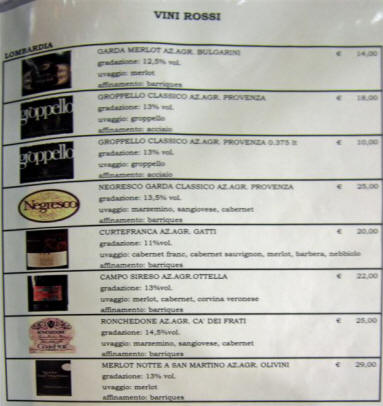 VINI ROSSI
LOMBARDIA
GARDA MERLOT AZ.AGR. BULGARINI € 14,00
gradazione: 12,5% vol.
uvaggio: merlot
affinamento: barriques
groppello
GROPPELLO CLASSICO AZ.AGR. PROVENZA € 18,00
gradazione: 13% vol.
uvaggio: groppello
affinamento: acciaio
groppello
GROPPELLO CLASSICO AZ.AGR. PROVENZA 0.375 lt € 10,00
gradazione: 13% vol.
uvaggio: groppello
affinamento: acciaio
Negresco
NEGRESCO GARDA CLASSICO AZ.AGR. PROVENZA € 25,00
gradazione: 13,5% vol.
uvaggio: marzemino, sangiovese, cabernet
affinamento: barriques
CURTEFRANCA AZ.AGR. GATTI € 20,00
gradazione: 11%vol.
uvaggio: cabernet franc, cabernet sauvignon, merlot, barbera, nebbiolo
affinamento: barriques
CAMPO SIRESO AZ.AGR.OTTELLA € 22,00
gradazione: 13%vol.
uvaggio: merlot, cabernet, corvina veronese
affinamento: barriques
RONCHEDONE AZ.AGR. CA' DEI FRATI € 25,00
gradazione: 14,5%vol.
uvaggio: marzemino, sangiovese, cabernet
affinamento: barriques
MERLOT NOTTE A SAN MARTINO AZ.AGR. OLIVINI € 29,00
gradazione: 13% vol.
uvaggio: merlot
affinamento: barriques